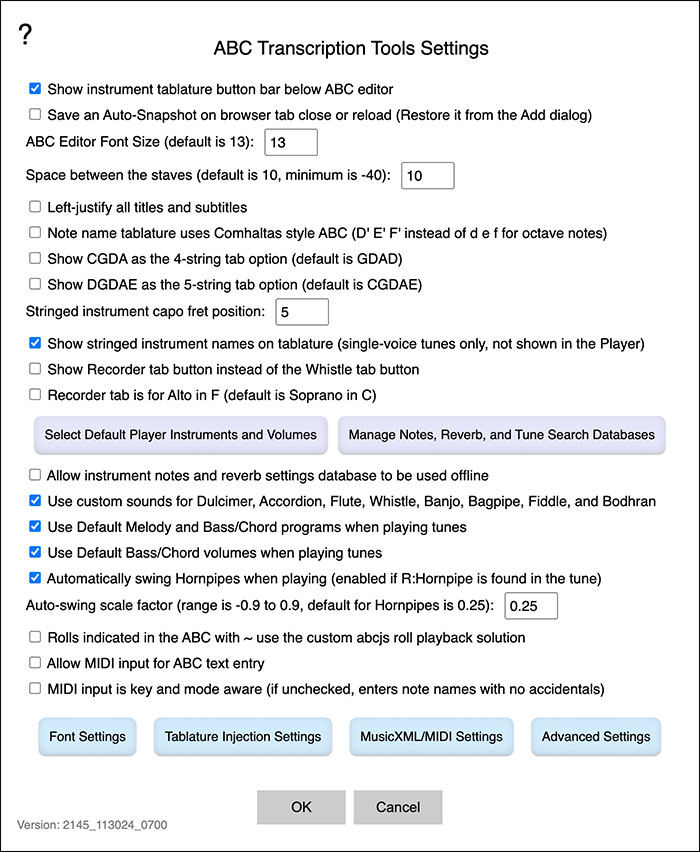 ?
ABC Transcription Tools Settings
Show instrument tablature button bar below ABC editor
Save an Auto-Snapshot on browser tab close or reload (Restore it from the Add dialog)
ABC Editor Font Size (default is 13): 13
Space between the staves (default is 10, minimum is -40): 10
Left-justify all titles and subtitles
Note name tablature uses Comhaltas style ABC (D' E' F' instead of d e f for octave notes)
Show CGDA as the 4-string tab option (default is GDAD)
Show DGDAE as the 5-string tab option (default is CGDAE)
Stringed instrument capo fret position: 5
Show stringed instrument names on tablature (single-voice tunes only, not shown in the Player)
Show Recorder tab button instead of the Whistle tab button
Recorder tab is for Alto in F (default is Soprano in C)
Select Default Player Instruments and Volumes Manage Notes, Reverb, and Tune Search Databases
Allow instrument notes and reverb settings database to be used offline
Use custom sounds for Dulcimer, Accordion, Flute, Whistle, Banjo, Bagpipe, Fiddle, and Bodhran
Use Default Melody and Bass/Chord programs when playing tunes
Use Default Bass/Chord volumes when playing tunes
Automatically swing Hornpipes when playing (enabled if R:Hornpipe is found in the tune)
Auto-swing scale factor (range is -0.9 to 0.9, default for Hornpipes is 0.25): 0.25
Rolls indicated in the ABC with ~ use the custom abcjs roll playback solution
Allow MIDI input for ABC text entry
MIDI input is key and mode aware (if unchecked, enters note names with no accidentals)
Font Settings Tablature Injection Settings MusicXML/MIDI Settings Advanced Settings
OK Cancel
Version: 2145_113024_0700